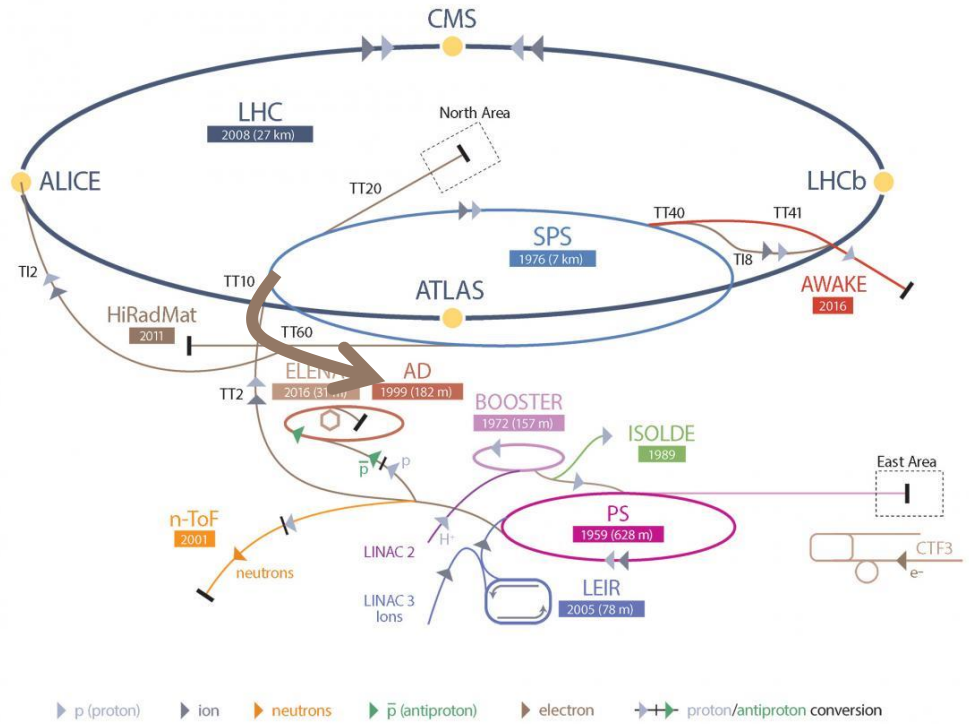 CMS
LHC
2008 (27 km)
North Area
ALICE
LHCb
TT20
TT40
TT41
SPS
1976 (7 km)
TI8
TI2
TT10
ATLAS
AWAKE
2016
HiRadMat
2011
TT60
AD
1999 (182 m)
TT2
BOOSTER
1972 (157 m)
ISOLDE
1989
p̅
p
East Area
n-ToF
2001
PS
1959 (628 m)
H⁺
neutrons
LINAC 2
CTF3
e⁻
LINAC 3
Ions
LEIR
2005 (78 m)
p (proton)
ion
neutrons
p̅ (antiproton)
electron
proton/antiproton conversion